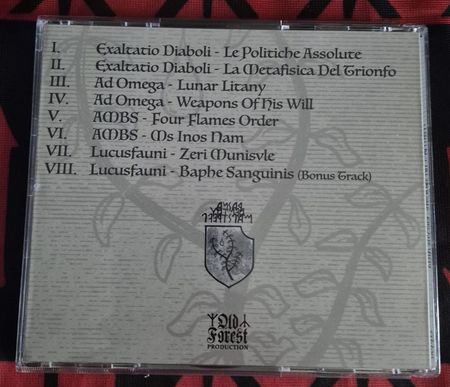 I. Exaltatio Diaboli - Le Politiche Assolute
II. Exaltatio Diaboli - La Metafisica Del Trionfo
III. Ad Omega - Lunar Litany
IV. Ad Omega - Weapons Of His Will
V. AMBS - Four Flames Order
VI. AMBS - Ms Inos Nam
VII. Lucusfauni - Zeri Munisvle
VIII. Lucusfauni - Baphe Sanguinis (Bonus Track)
Old
Forest
PRODUCTION